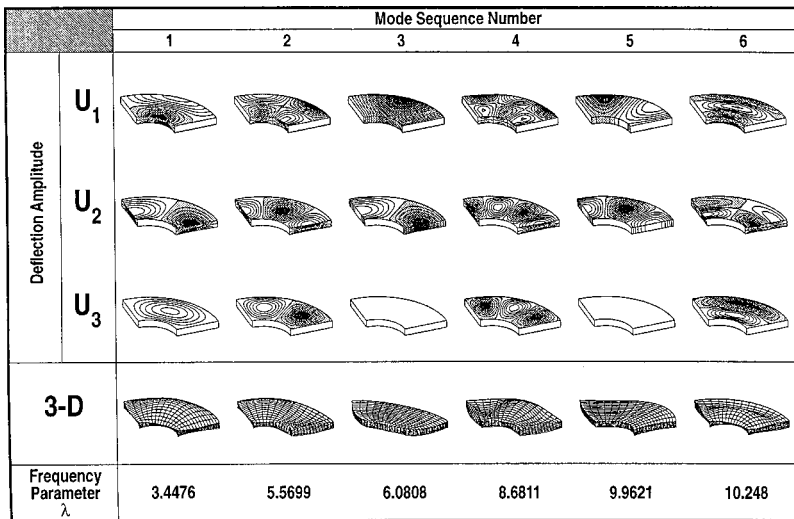 Mode Sequence Number
1 2 3 4 5 6
Deflection Amplitude
U1
U2
U3
3-D
Frequency
Parameter
λ
3.4476 5.5699 6.0808 8.6811 9.9621 10.248